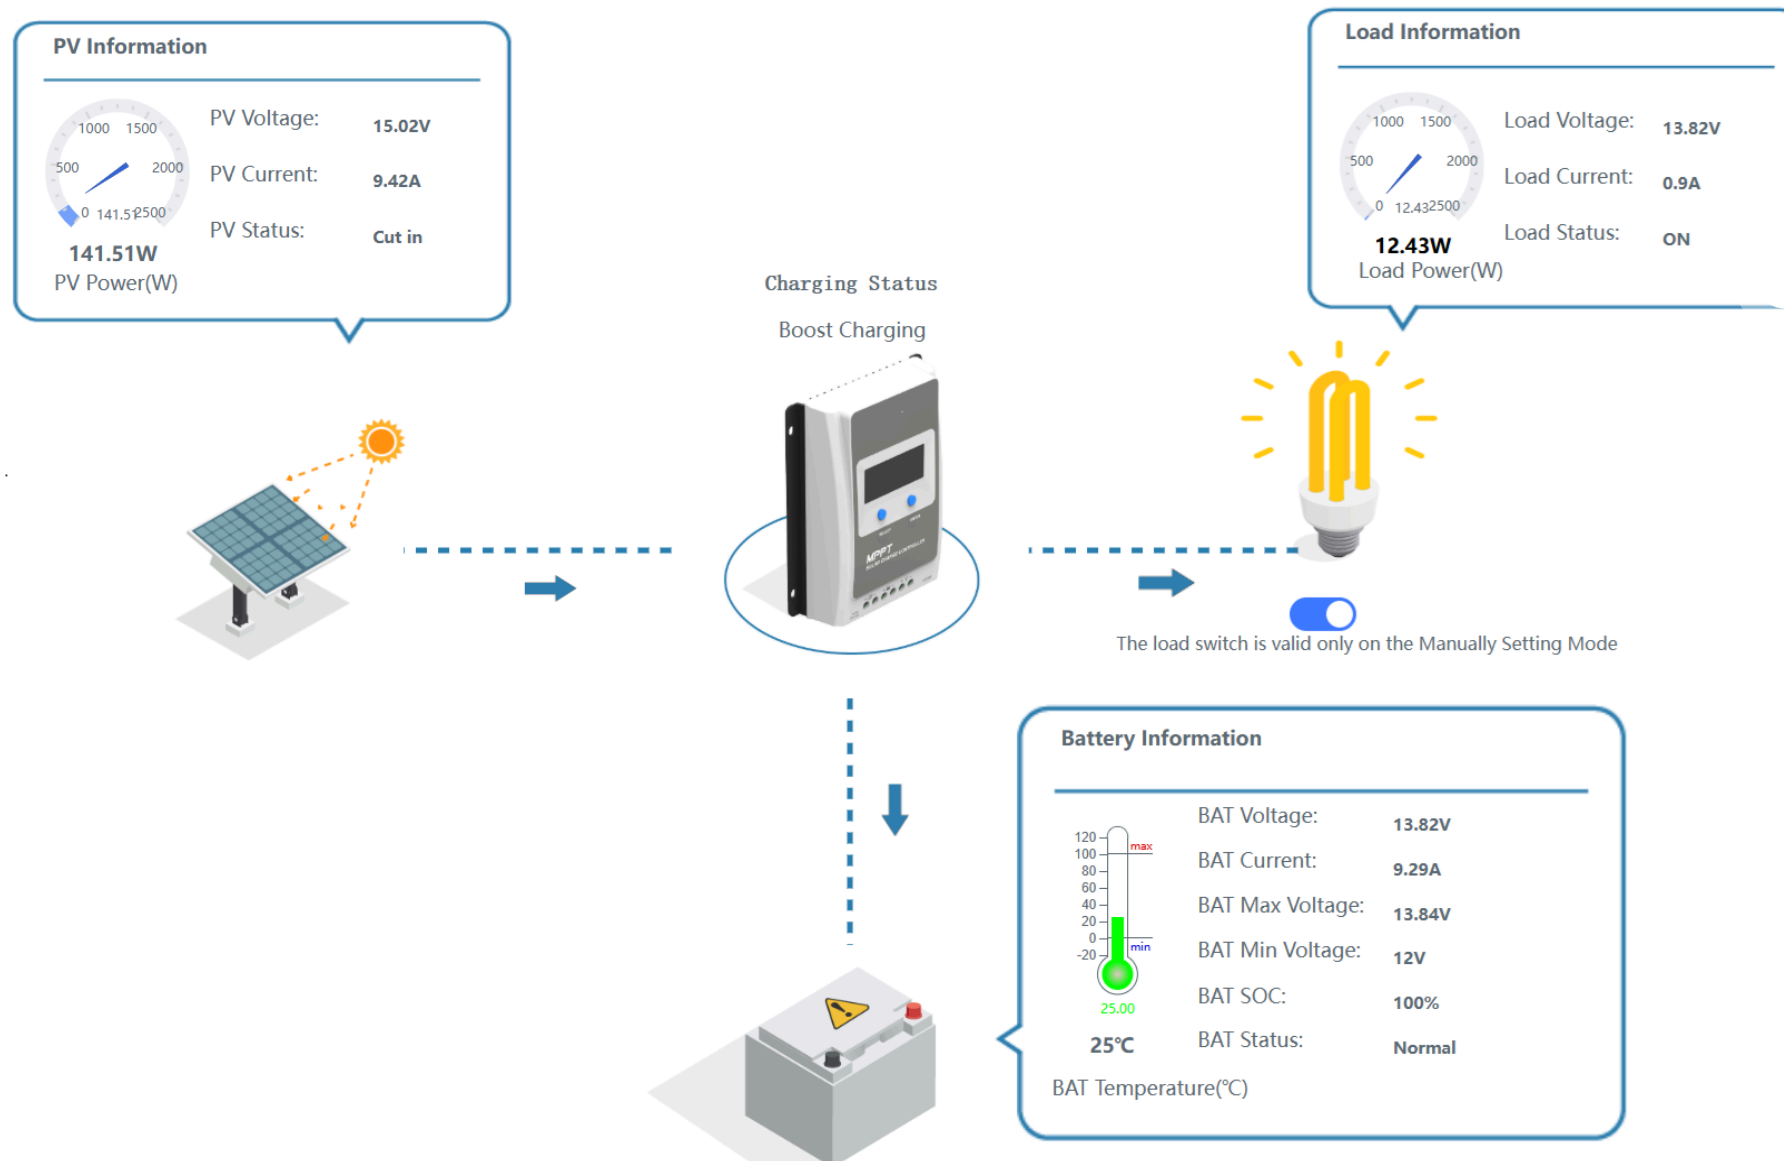 PV Information
1000 1500
500 2000
0 141.51 2500
141.51W
PV Power(W)
PV Voltage: 15.02V
PV Current: 9.42A
PV Status: Cut in
Load Information
1000 1500
500 2000
0 12.43 2500
12.43W
Load Power(W)
Load Voltage: 13.82V
Load Current: 0.9A
Load Status: ON
Charging Status
Boost Charging
MPPT
The load switch is valid only on the Manually Setting Mode
Battery Information
120
100 max
80
60
40
20
0 min
-20
25.00
25℃
BAT Temperature(℃)
BAT Voltage: 13.82V
BAT Current: 9.29A
BAT Max Voltage: 13.84V
BAT Min Voltage: 12V
BAT SOC: 100%
BAT Status: Normal